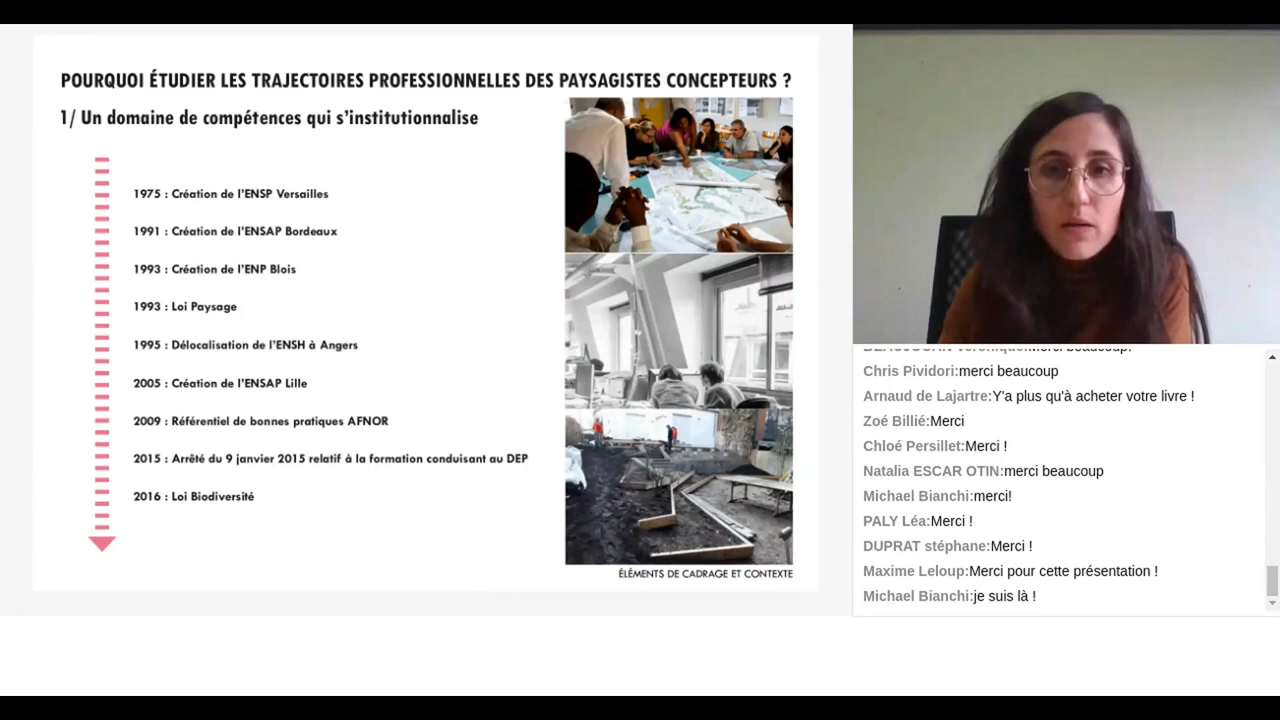 POURQUOI ÉTUDIER LES TRAJECTOIRES PROFESSIONNELLES DES PAYSAGISTES CONCEPTEURS ?
1/ Un domaine de compétences qui s'institutionnalise
1975 : Création de l'ENSP Versailles
1991 : Création de l'ENSAP Bordeaux
1993 : Création de l'ENP Blois
1993 : Loi Paysage
1995 : Délocalisation de l'ENSH à Angers
2005 : Création de l'ENSAP Lille
2009 : Référentiel de bonnes pratiques AFNOR
2015 : Arrêté du 9 janvier 2015 relatif à la formation conduisant au DEP
2016 : Loi Biodiversité
ÉLÉMENTS DE CADRAGE ET CONTEXTE
Chris Pividori:merci beaucoup
Arnaud de Lajartre:Y'a plus qu'à acheter votre livre !
Zoé Billié:Merci
Chloé Persillet:Merci !
Natalia ESCAR OTIN:merci beaucoup
Michael Bianchi:merci!
PALY Léa:Merci !
DUPRAT stéphane:Merci !
Maxime Leloup:Merci pour cette présentation !
Michael Bianchi:je suis là !